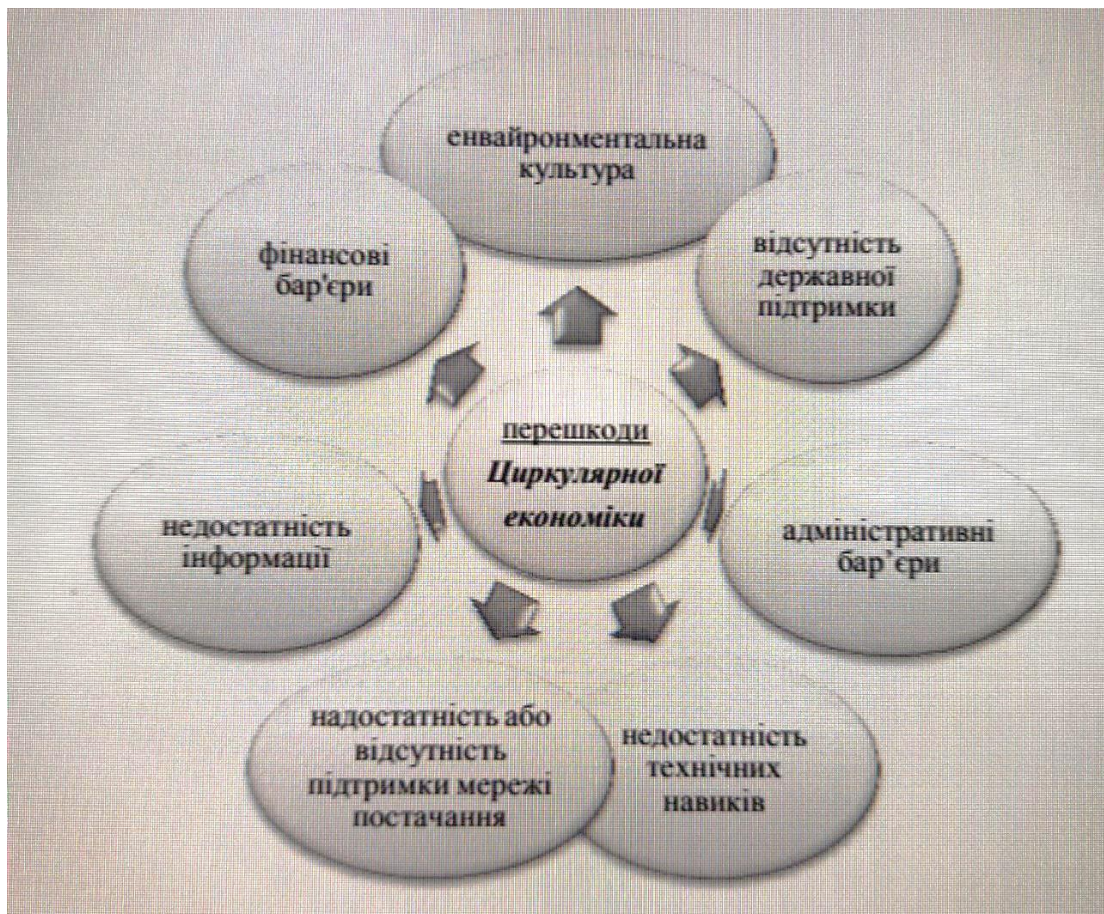 енвайронментальна
культура
фінансові
бар'єри
відсутність
державної
підтримки
перешкоди
Циркулярної
економіки
недостатність
інформації
адміністративні
бар’єри
надостатність або
відсутність
підтримки мережі
постачання
недостатність
технічних
навиків